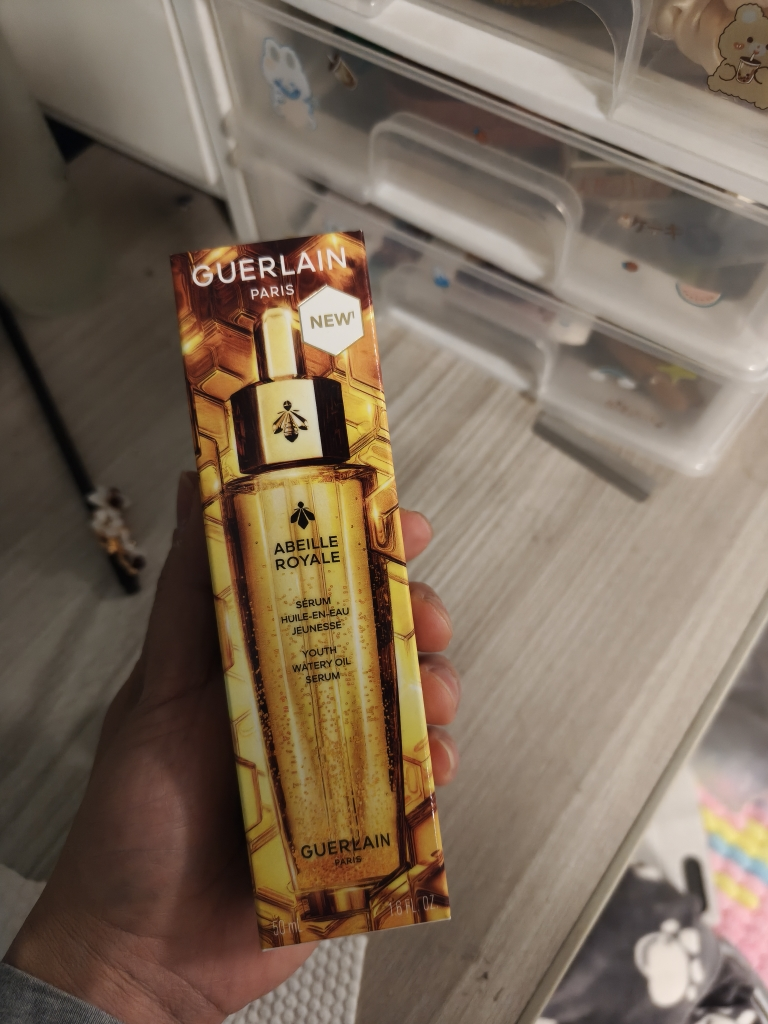 GUERLAIN
PARIS
NEW¹
ABEILLE
ROYALE
SÉRUM
HUILE-EN-EAU
JEUNESSE
YOUTH
WATERY OIL
SERUM
GUERLAIN
PARIS
50 mL 1.6 FL. OZ.